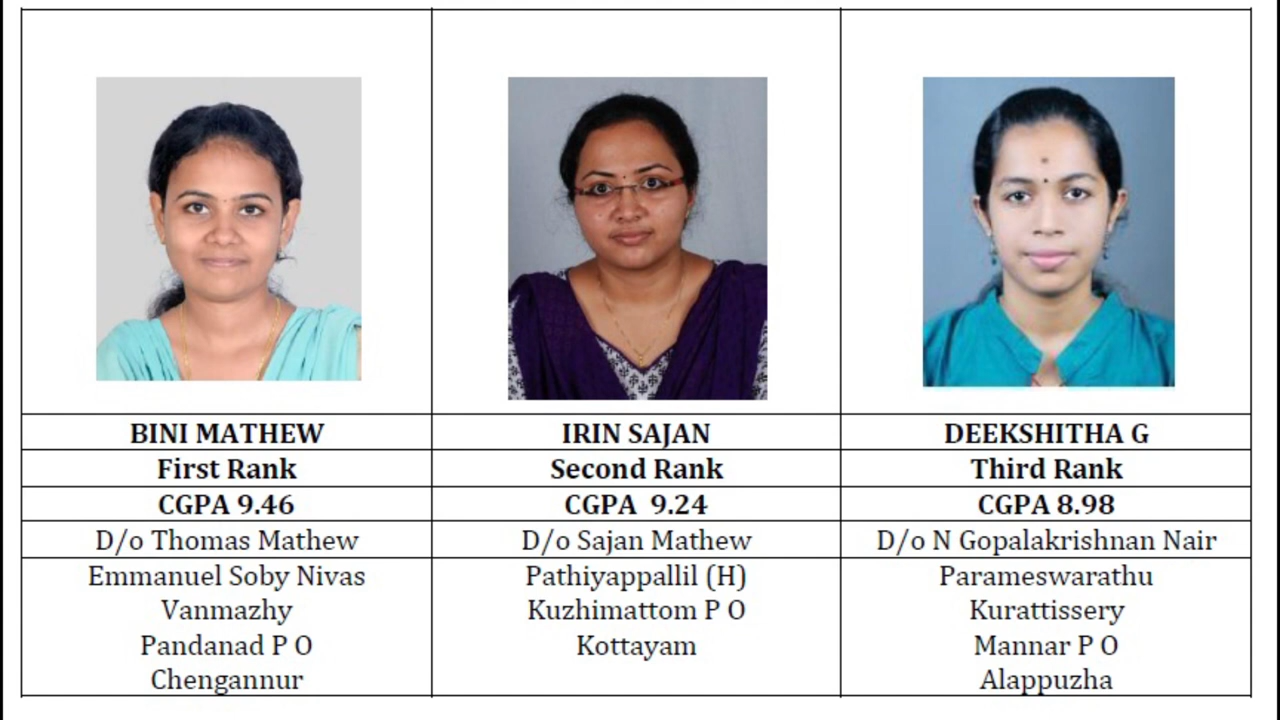 BINI MATHEW
First Rank
CGPA 9.46
D/o Thomas Mathew
Emmanuel Soby Nivas
Vanmazhy
Pandanad P O
Chengannur
IRIN SAJAN
Second Rank
CGPA 9.24
D/o Sajan Mathew
Pathiyappallil (H)
Kuzhimattom P O
Kottayam
DEEKSHITHA G
Third Rank
CGPA 8.98
D/o N Gopalakrishnan Nair
Parameswarathu
Kurattissery
Mannar P O
Alappuzha